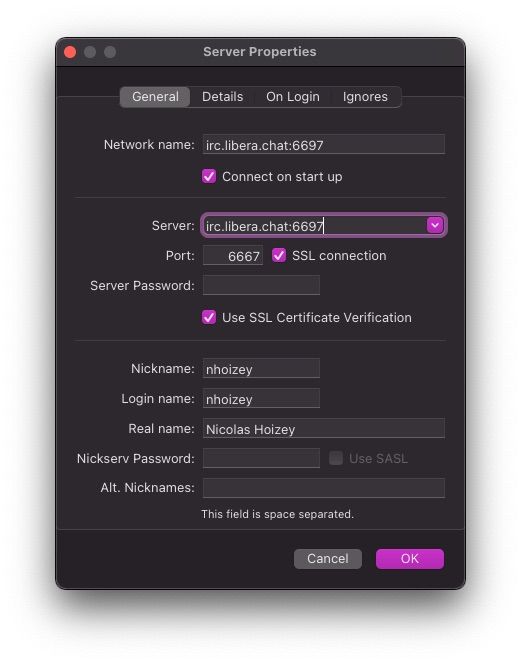 Server Properties
General Details On Login Ignores
Network name: irc.libera.chat:6697
Connect on start up
Server: irc.libera.chat:6697
Port: 6667 SSL connection
Server Password:
Use SSL Certificate Verification
Nickname: nhoizey
Login name: nhoizey
Real name: Nicolas Hoizey
Nickserv Password: Use SASL
Alt. Nicknames:
This field is space separated.
Cancel OK